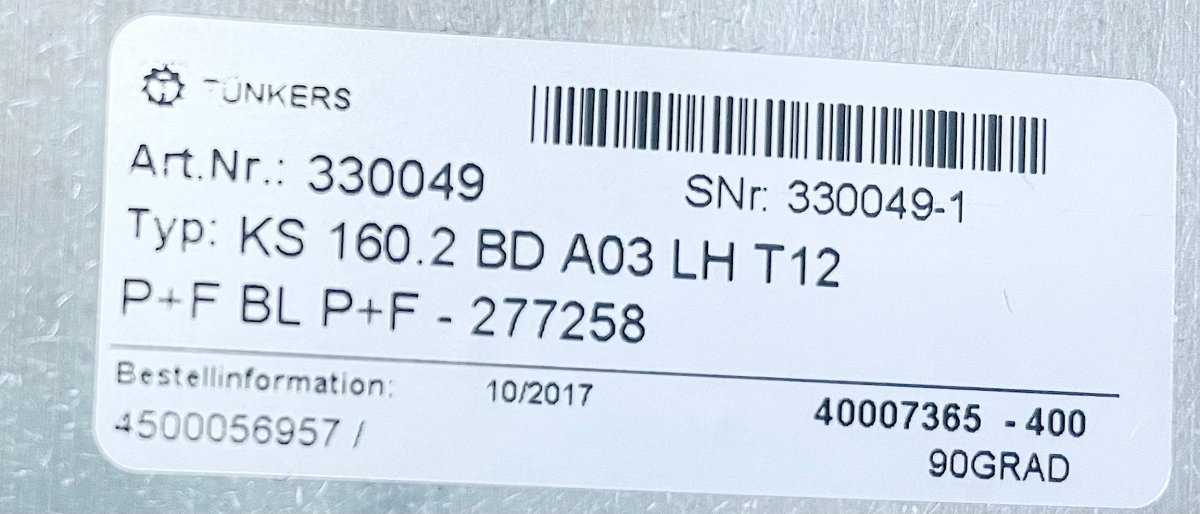 TÜNKERS
Art.Nr.: 330049
SNr: 330049-1
Typ: KS 160.2 BD A03 LH T12
P+F BL P+F - 277258
Bestellinformation: 10/2017
40007365 - 400
4500056957 /
90GRAD